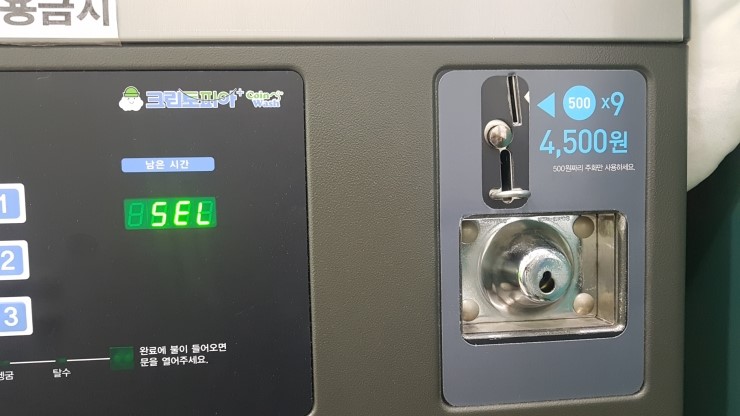 용금지
크린토피아+ Coin Wash
남은 시간
SEL
1
2
3
헹굼
탈수
완료에 불이 들어오면
문을 열어주세요.
500 x9
4,500원
500원짜리 주화만 사용하세요.